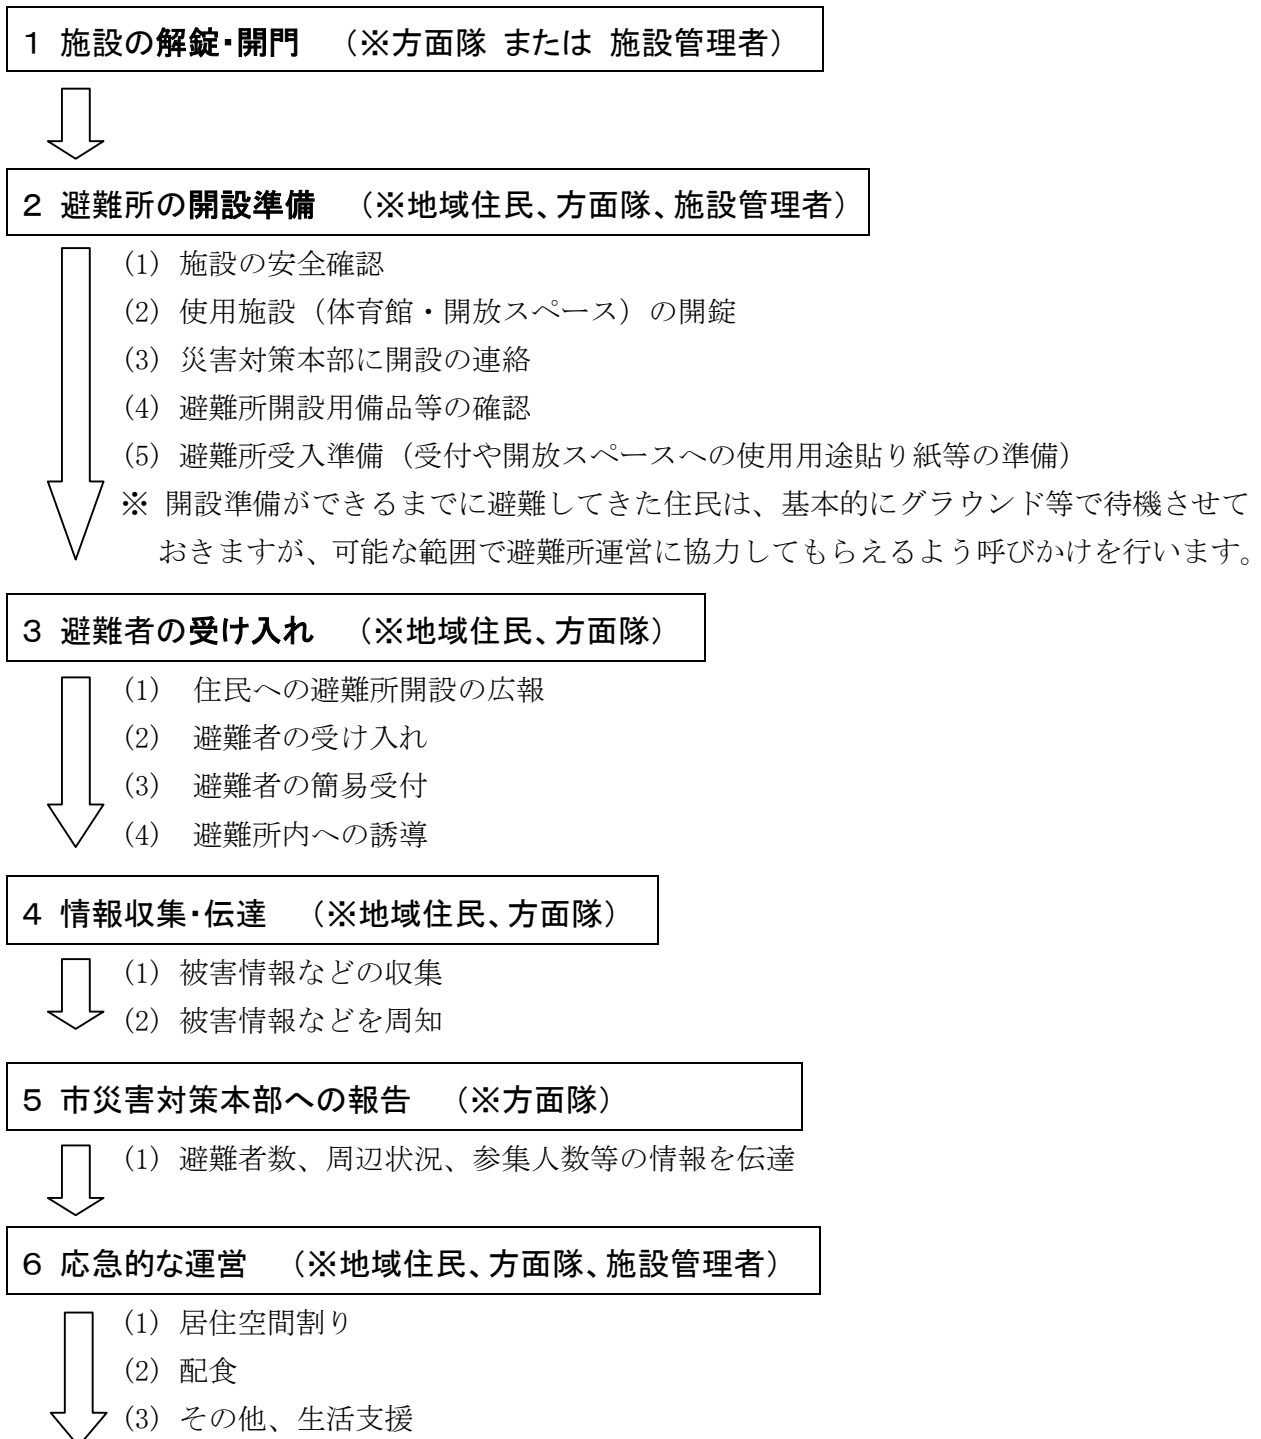 １ 施設の解錠・開門 （※方面隊 または 施設管理者）
２ 避難所の開設準備 （※地域住民、方面隊、施設管理者）
(1) 施設の安全確認
(2) 使用施設（体育館・開放スペース）の開錠
(3) 災害対策本部に開設の連絡
(4) 避難所開設用備品等の確認
(5) 避難所受入準備（受付や開放スペースへの使用用途貼り紙等の準備）
※ 開設準備ができるまでに避難してきた住民は、基本的にグラウンド等で待機させて
おきますが、可能な範囲で避難所運営に協力してもらえるよう呼びかけを行います。
３ 避難者の受け入れ （※地域住民、方面隊）
(1) 住民への避難所開設の広報
(2) 避難者の受け入れ
(3) 避難者の簡易受付
(4) 避難所内への誘導
４ 情報収集・伝達 （※地域住民、方面隊）
(1) 被害情報などの収集
(2) 被害情報などを周知
５ 市災害対策本部への報告 （※方面隊）
(1) 避難者数、周辺状況、参集人数等の情報を伝達
６ 応急的な運営 （※地域住民、方面隊、施設管理者）
(1) 居住空間割り
(2) 配食
(3) その他、生活支援